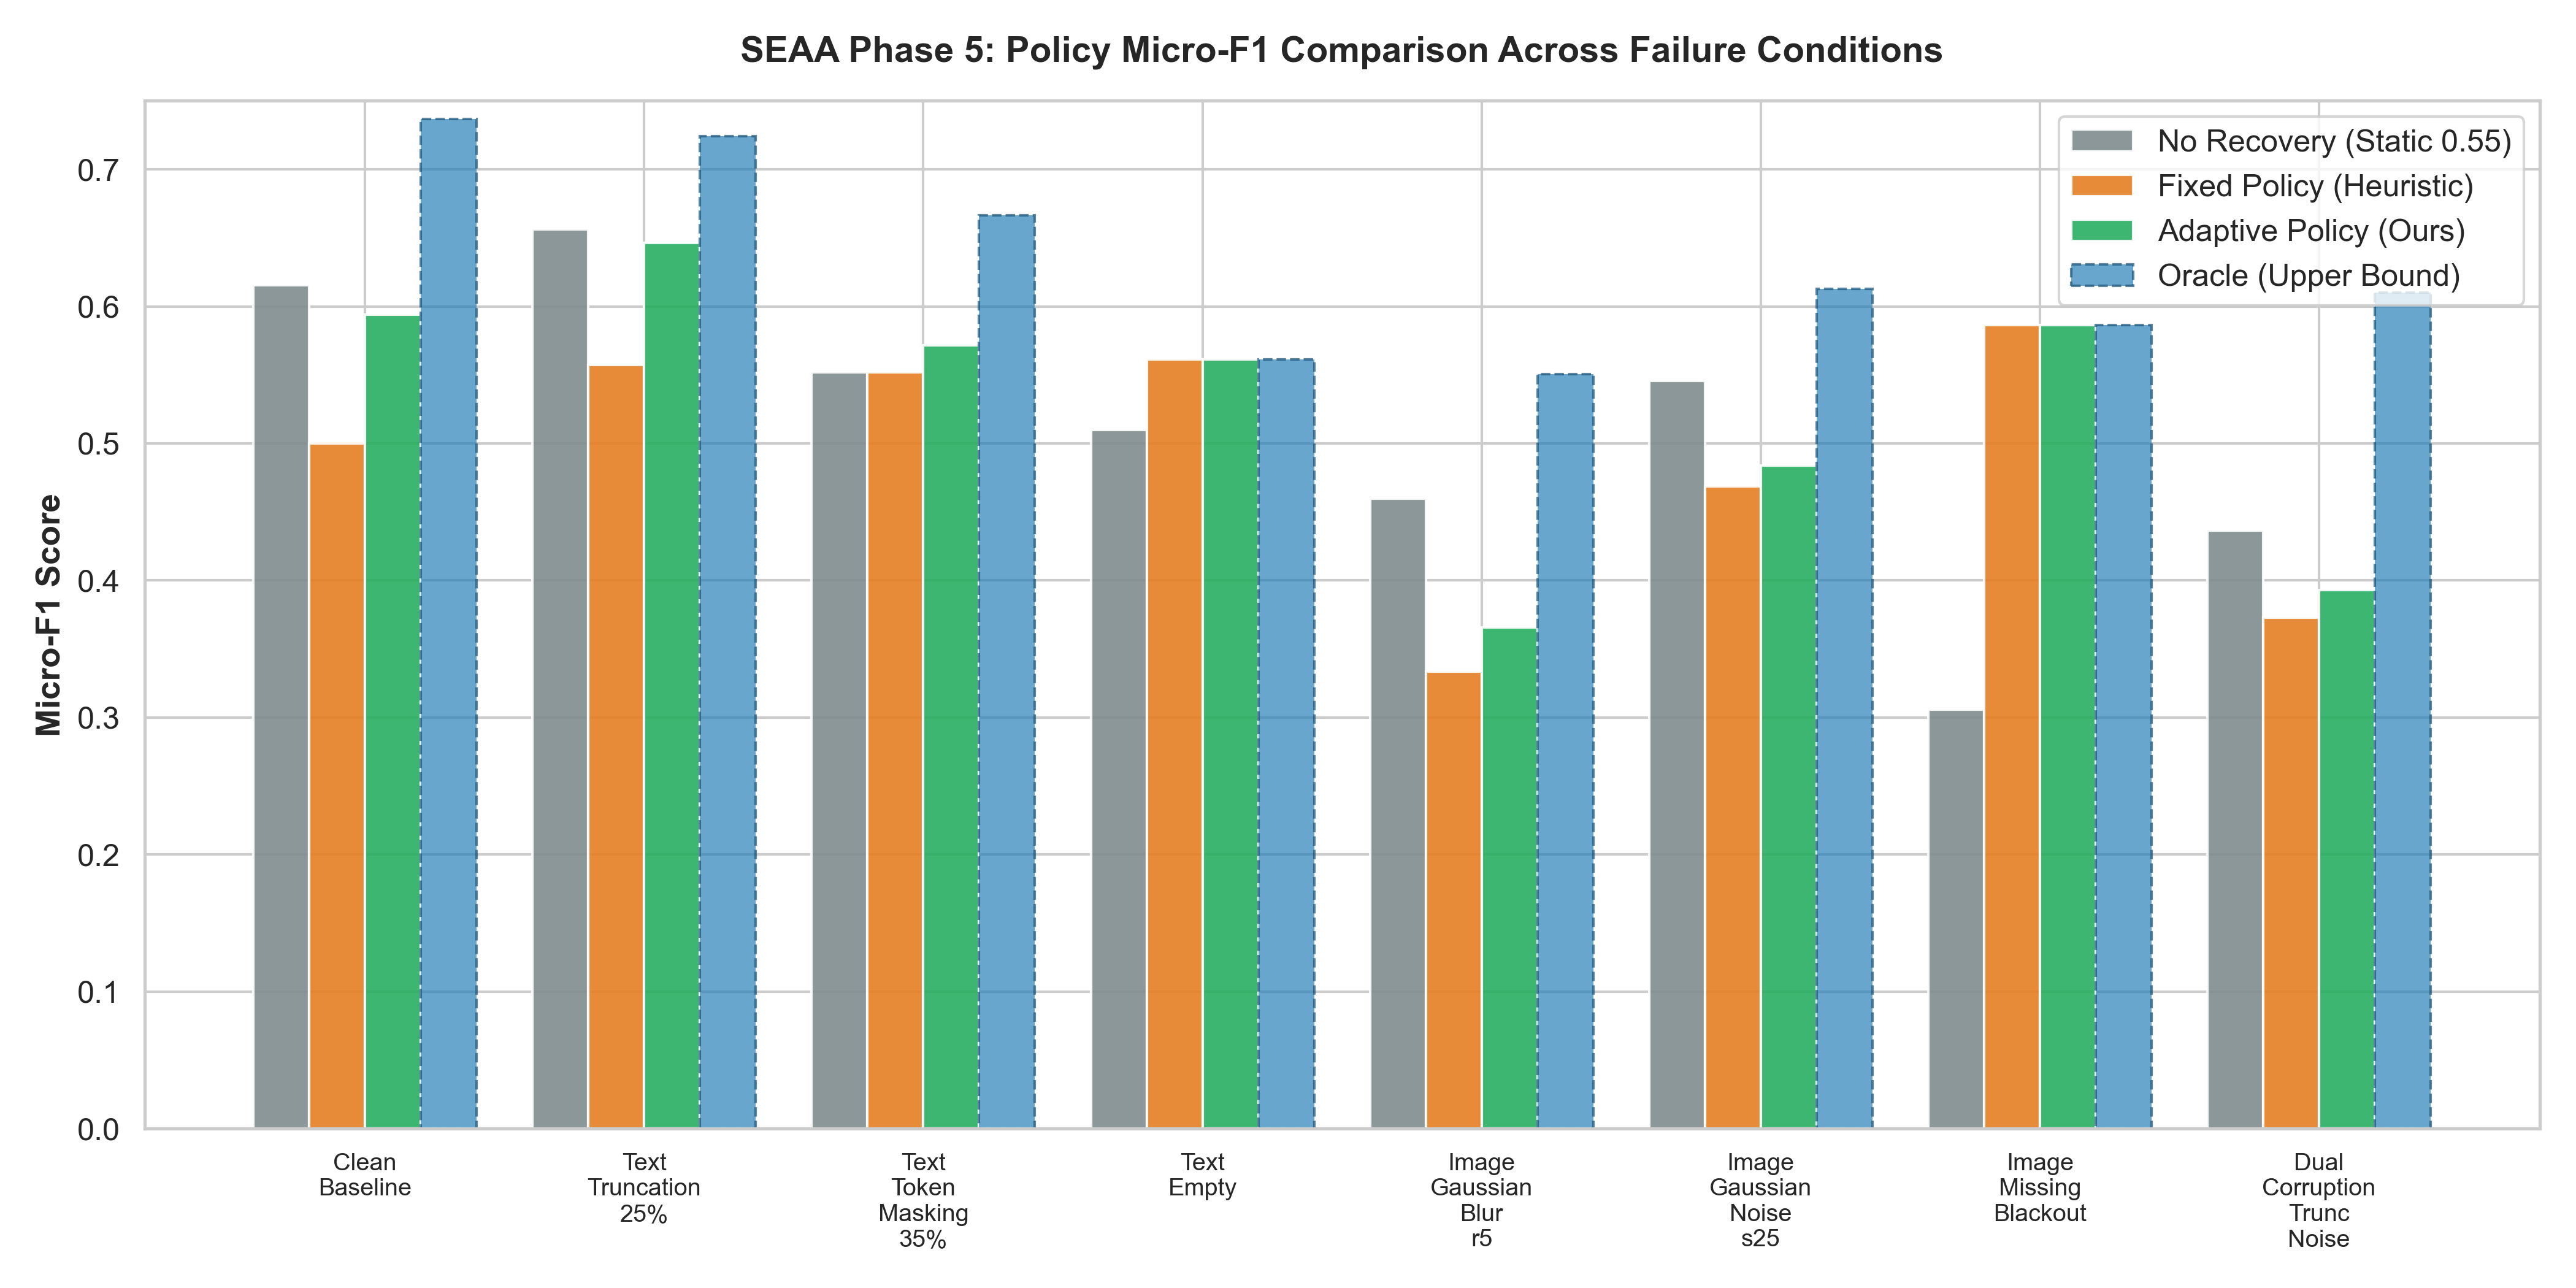 SEAA Phase 5: Policy Micro-F1 Comparison Across Failure Conditions
No Recovery (Static 0.55)
Fixed Policy (Heuristic)
Adaptive Policy (Ours)
Oracle (Upper Bound)
Micro-F1 Score
0.7
0.6
0.5
0.4
0.3
0.2
0.1
0.0
Clean
Baseline
Text
Truncation
25%
Text
Token
Masking
35%
Text
Empty
Image
Gaussian
Blur
r5
Image
Gaussian
Noise
s25
Image
Missing
Blackout
Dual
Corruption
Trunc
Noise